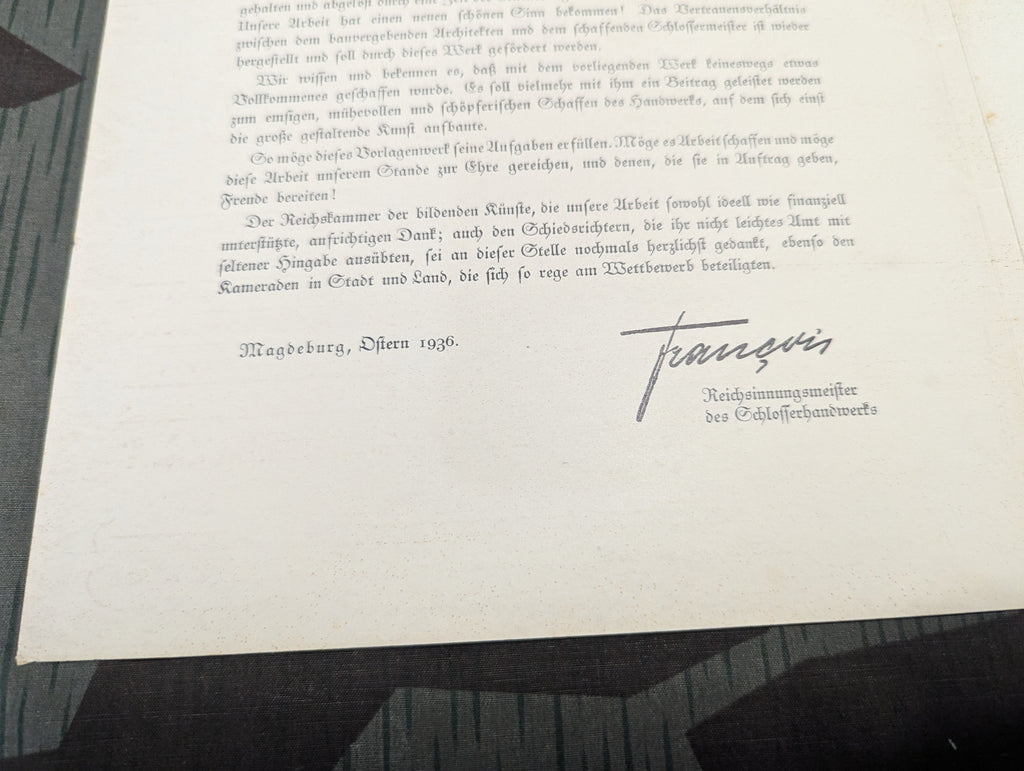 gehalten und abgelöst durch eine Zeit der
Unsere Arbeit hat einen neuen schönen Sinn bekommen! Das Vertrauensverhältnis
zwischen dem bauvergebenden Architekten und dem schaffenden Schlossermeister ist wieder
hergestellt und soll durch dieses Werk gefördert werden.
Wir wissen und bekennen es, daß mit dem vorliegenden Werk keineswegs etwas
Vollkommenes geschaffen wurde. Es soll vielmehr mit ihm ein Beitrag geleistet werden
zum emsigen, mühevollen und schöpferischen Schaffen des Handwerks, auf dem sich einst
die große gestaltende Kunst aufbaute.
So möge dieses Vorlagenwerk seine Aufgaben erfüllen. Möge es Arbeit schaffen und möge
diese Arbeit unserem Stande zur Ehre gereichen, und denen, die sie in Auftrag geben,
Freude bereiten!
Der Reichskammer der bildenden Künste, die unsere Arbeit sowohl ideell wie finanziell
unterstützte, aufrichtigen Dank; auch den Schiedsrichtern, die ihr nicht leichtes Amt mit
seltener Hingabe ausübten, sei an dieser Stelle nochmals herzlichst gedankt, ebenso den
Kameraden in Stadt und Land, die sich so rege am Wettbewerb beteiligten.
Magdeburg, Ostern 1936.
François
Reichsinnungsmeister
des Schlosserhandwerks